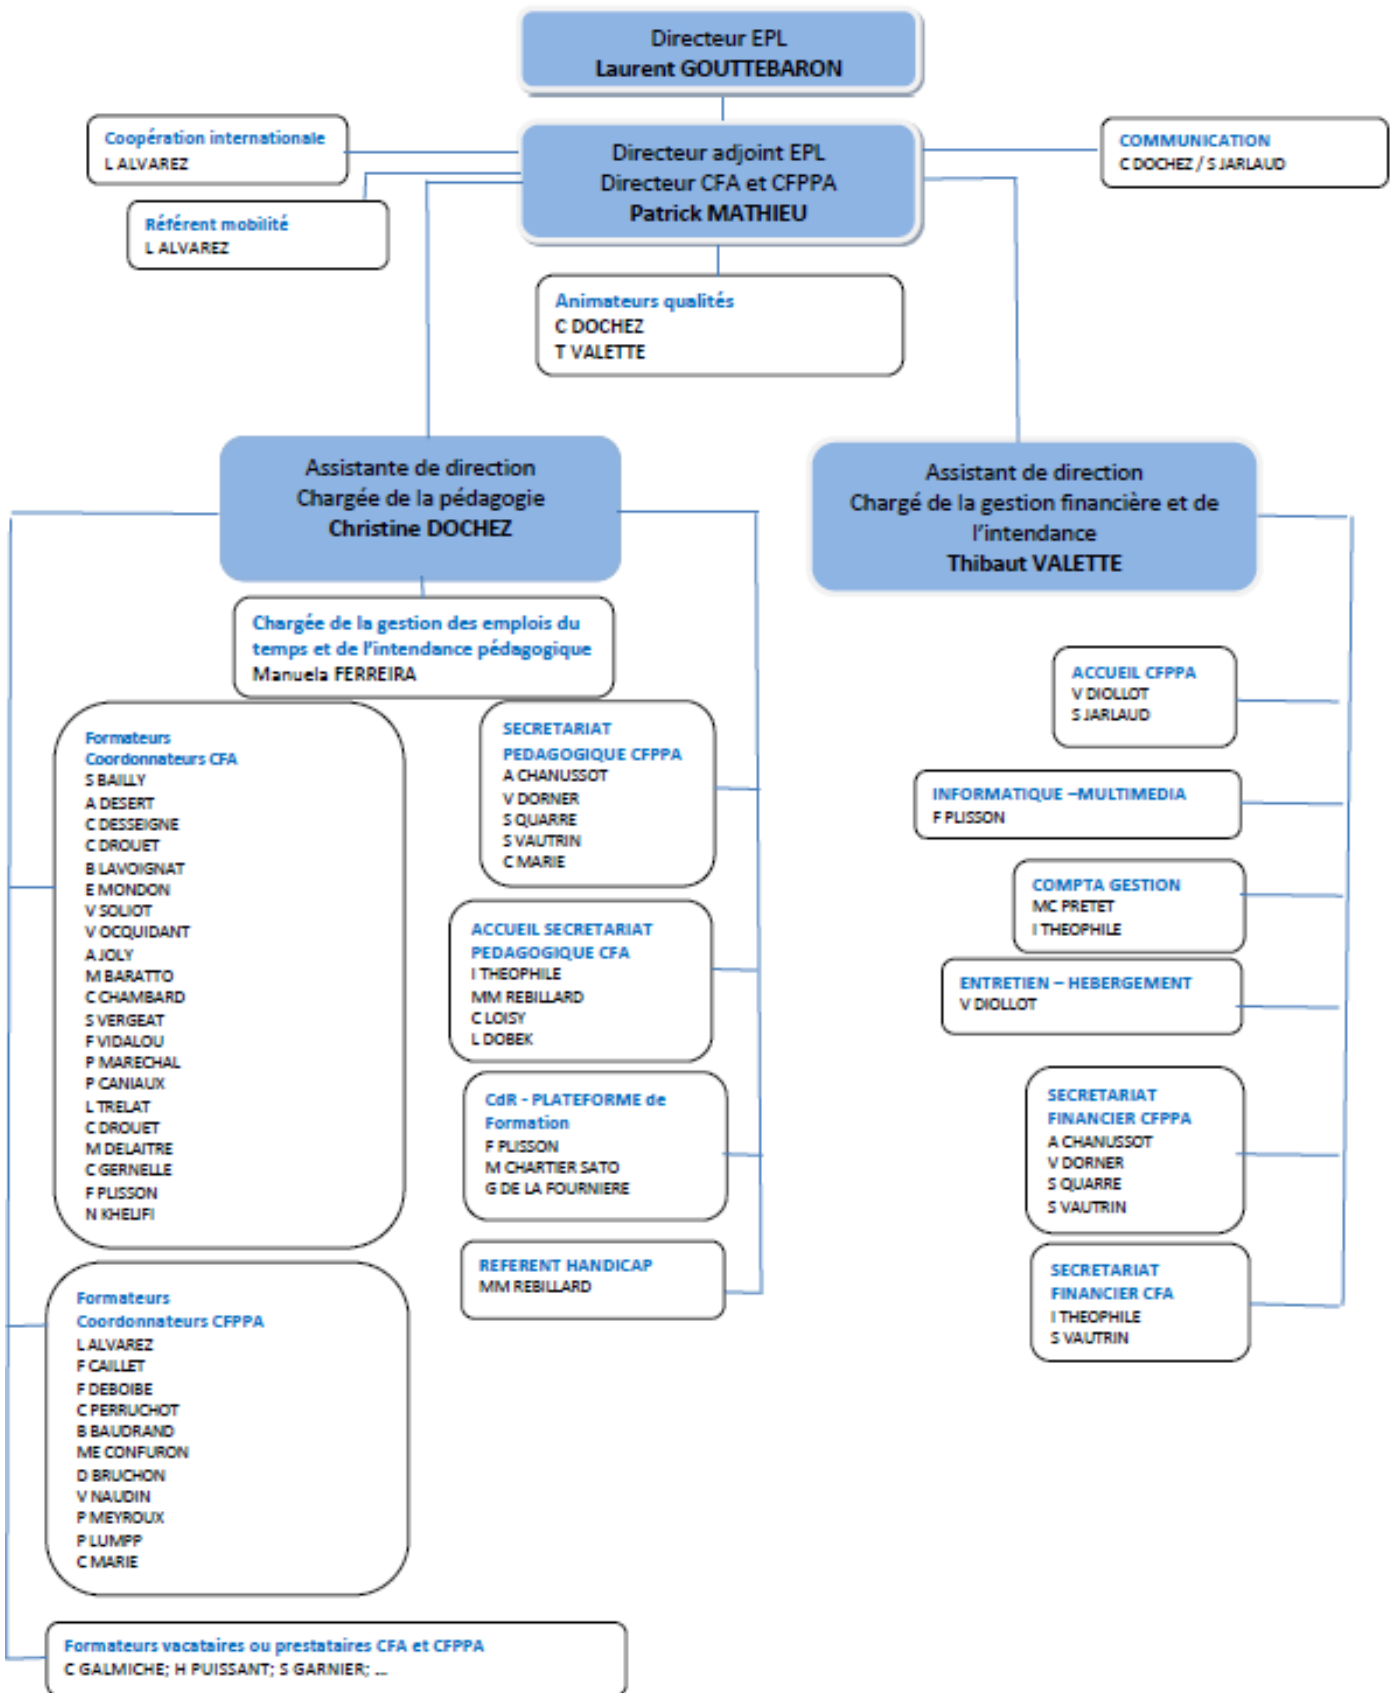 Directeur EPL
Laurent GOUTTEBARON
Coopération internationale
L ALVAREZ
Référent mobilité
L ALVAREZ
Directeur adjoint EPL
Directeur CFA et CFPPA
Patrick MATHIEU
COMMUNICATION
C DOCHEZ / S JARLAUD
Animateurs qualités
C DOCHEZ
T VALETTE
Assistante de direction
Chargée de la pédagogie
Christine DOCHEZ
Assistant de direction
Chargé de la gestion financière et de
l'intendance
Thibaut VALETTE
Chargée de la gestion des emplois du
temps et de l'intendance pédagogique
Manuela FERREIRA
Formateurs
Coordonnateurs CFA
S BAILLY
A DESERT
C DESSEIGNE
C DROUET
B LAVOIGNAT
E MONDON
V SOLIOT
V OCQUIDANT
A JOLY
M BARATTO
C CHAMBARD
S VERGEAT
F VIDALOU
P MARECHAL
P CANIAUX
L TRELAT
C DROUET
M DELAITRE
C GERNELLE
F PLISSON
N KHELIFI
Formateurs
Coordonnateurs CFPPA
L ALVAREZ
F CAILLET
F DEBOIBE
C PERRUCHOT
B BAUDRAND
ME CONFURON
D BRUCHON
V NAUDIN
P MEYROUX
P LUMPP
C MARIE
Formateurs vacataires ou prestataires CFA et CFPPA
C GALMICHE; H PUISSANT; S GARNIER; ...
SECRETARIAT
PEDAGOGIQUE CFPPA
A CHANUSSOT
V DORNER
S QUARRE
S VAUTRIN
C MARIE
ACCUEIL SECRETARIAT
PEDAGOGIQUE CFA
I THEOPHILE
MM REBILLARD
C LOISY
L DOBEK
CdR - PLATEFORME de
Formation
F PLISSON
M CHARTIER SATO
G DE LA FOURNIERE
REFERENT HANDICAP
MM REBILLARD
ACCUEIL CFPPA
V DIOLLOT
S JARLAUD
INFORMATIQUE –MULTIMEDIA
F PLISSON
COMPTA GESTION
MC PRETET
I THEOPHILE
ENTRETIEN – HEBERGEMENT
V DIOLLOT
SECRETARIAT
FINANCIER CFPPA
A CHANUSSOT
V DORNER
S QUARRE
S VAUTRIN
SECRETARIAT
FINANCIER CFA
I THEOPHILE
S VAUTRIN